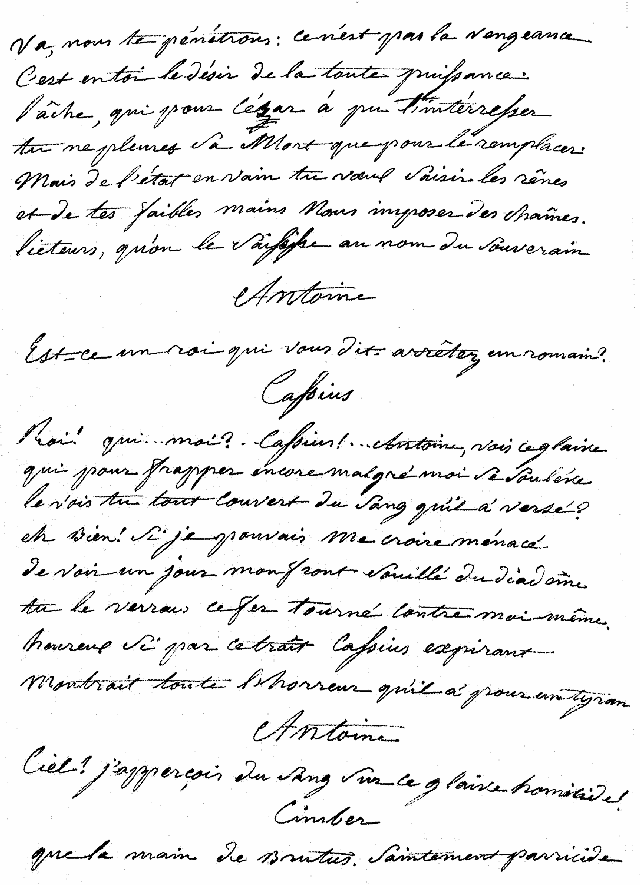 Va, nous te pénétrons: ce n'est pas la vengeance
C'est en toi le désir de la toute puissance:
l'âche, qui pour César à pu t'intérresser
tu ne pleures sa Mort que pour le remplacer:
Mais de l'état en vain tu voeux saisir les rênes
et de tes faibles mains Nous imposer des chaînes.
licteurs, qu'on le saisisse au nom du souverain
Antoine
Est-ce un roi qui vous dit- arrêtez un romain?
Cassius
Roi! qui... moi?. Cassius!... Antoine, vois ce glaive
qui pour frapper encore malgré moi se soulève
le vois tu tout couvert du sang qu'il à versé?
eh Bien! Si je pouvais me croire ménacé
de voir un jour mon front souillé du diadême
tu le verrais ce fer tourné contre moi-même.
heureux si par ce trait Cassius expirant
Montrait toute l'horreur qu'il à pour un tyran
Antoine
Ciel! j'apperçois du sang sur ce glaive homicide!
Cimber
que la main de Brutus. Saintement parricide